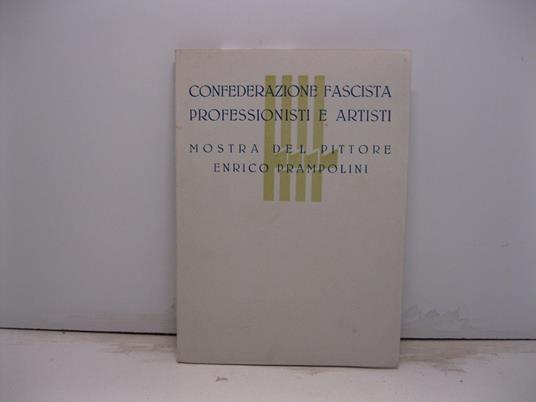 CONFEDERAZIONE FASCISTA
PROFESSIONISTI E ARTISTI
MOSTRA DEL PITTORE
ENRICO PRAMPOLINI